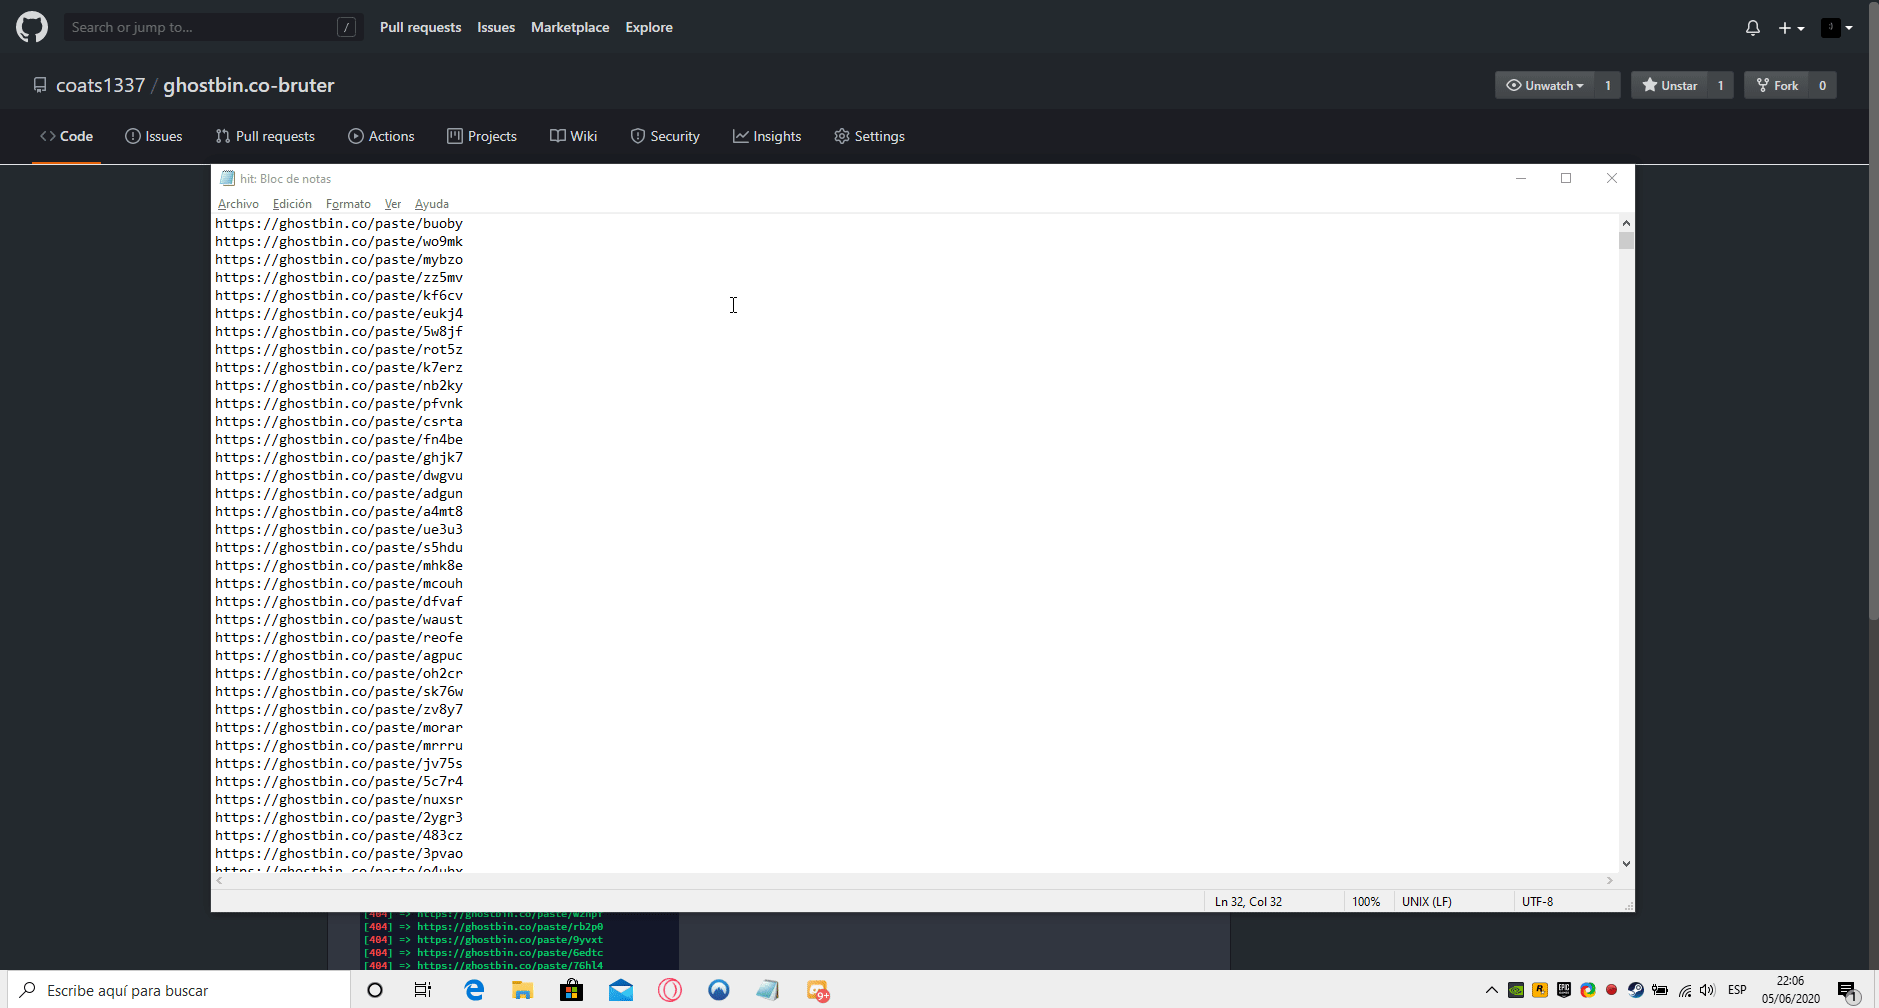 Search or jump to... /
Pull requests Issues Marketplace Explore
coats1337 / ghostbin.co-bruter
Unwatch 1 Unstar 1 Fork 0
Code Issues Pull requests Actions Projects Wiki Security Insights Settings
hit: Bloc de notas
Archivo Edición Formato Ver Ayuda
https://ghostbin.co/paste/buoby
https://ghostbin.co/paste/wo9mk
https://ghostbin.co/paste/mybzo
https://ghostbin.co/paste/zz5mv
https://ghostbin.co/paste/kf6cv
https://ghostbin.co/paste/eukj4
https://ghostbin.co/paste/5w8jf
https://ghostbin.co/paste/rot5z
https://ghostbin.co/paste/k7erz
https://ghostbin.co/paste/nb2ky
https://ghostbin.co/paste/pfvnk
https://ghostbin.co/paste/csrta
https://ghostbin.co/paste/fn4be
https://ghostbin.co/paste/ghjk7
https://ghostbin.co/paste/dwgvu
https://ghostbin.co/paste/adgun
https://ghostbin.co/paste/a4mt8
https://ghostbin.co/paste/ue3u3
https://ghostbin.co/paste/s5hdu
https://ghostbin.co/paste/mhk8e
https://ghostbin.co/paste/mcouh
https://ghostbin.co/paste/dfvaf
https://ghostbin.co/paste/waust
https://ghostbin.co/paste/reofe
https://ghostbin.co/paste/agpuc
https://ghostbin.co/paste/oh2cr
https://ghostbin.co/paste/sk76w
https://ghostbin.co/paste/zv8y7
https://ghostbin.co/paste/morar
https://ghostbin.co/paste/mrrru
https://ghostbin.co/paste/jv75s
https://ghostbin.co/paste/5c7r4
https://ghostbin.co/paste/nuxsr
https://ghostbin.co/paste/2ygr3
https://ghostbin.co/paste/483cz
https://ghostbin.co/paste/3pvao
Ln 32, Col 32 100% UNIX (LF) UTF-8
[404] =>
[404] => https://ghostbin.co/paste/rb2p0
[404] => https://ghostbin.co/paste/9yvxt
[404] => https://ghostbin.co/paste/6edtc
[404] => https://ghostbin.co/paste/76hl4
Escribe aquí para buscar
9+
ESP
22:06
05/06/2020
1